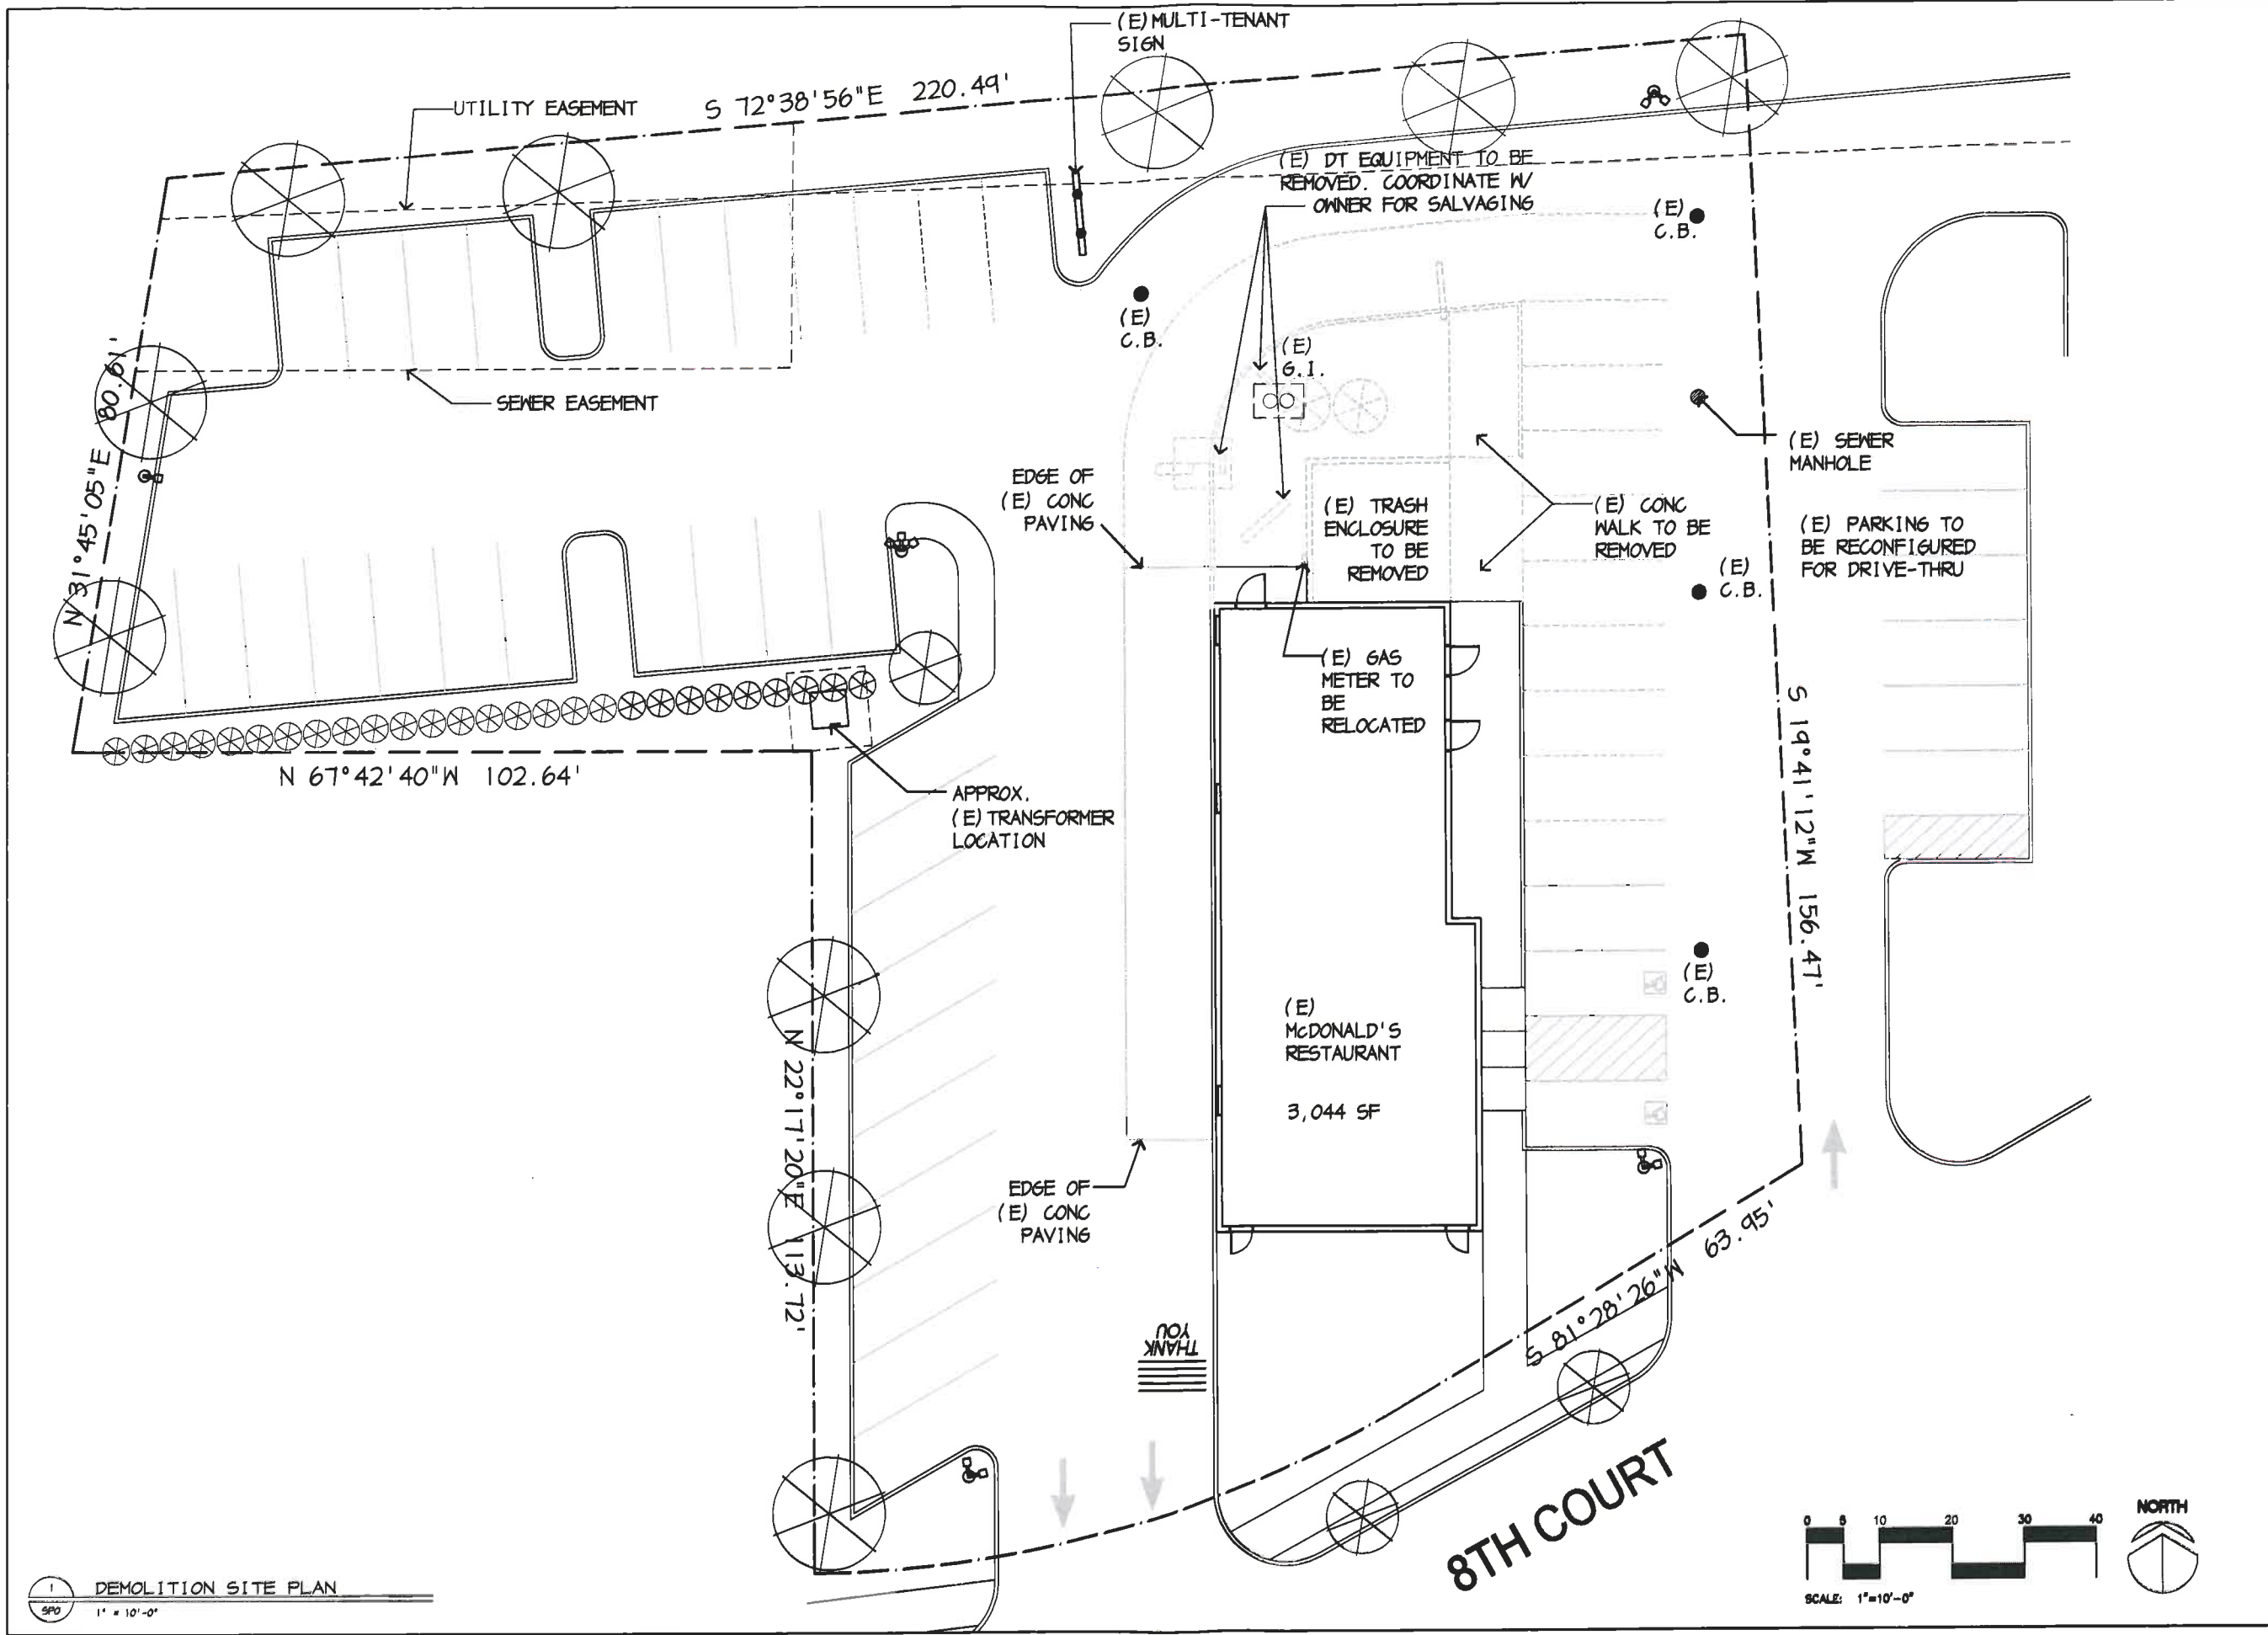 (E) MULTI-TENANT
SIGN
UTILITY EASEMENT
S 72°38'56"E 220.49'
(E) DT EQUIPMENT TO BE
REMOVED. COORDINATE W/
OWNER FOR SALVAGING
(E)
C.B.
(E)
C.B.
(E)
G.I.
N 31°45'05"E 80.61'
SEWER EASEMENT
(E) SEWER
MANHOLE
EDGE OF
(E) CONC
PAVING
(E) TRASH
ENCLOSURE
TO BE
REMOVED
(E) CONC
WALK TO BE
REMOVED
(E) PARKING TO
BE RECONFIGURED
FOR DRIVE-THRU
(E)
C.B.
(E) GAS
METER TO
BE
RELOCATED
N 67°42'40"W 102.64'
APPROX.
(E) TRANSFORMER
LOCATION
S 19°41'12"W 156.47'
(E)
C.B.
(E)
McDONALD'S
RESTAURANT
3,044 SF
N 22°17'20"E 113.72'
EDGE OF
(E) CONC
PAVING
S 81°28'26"W 63.95'
THANK
YOU
8TH COURT
0 5 10 20 30 40
SCALE: 1"=10'-0"
NORTH
1
SP0
DEMOLITION SITE PLAN
1" = 10'-0"